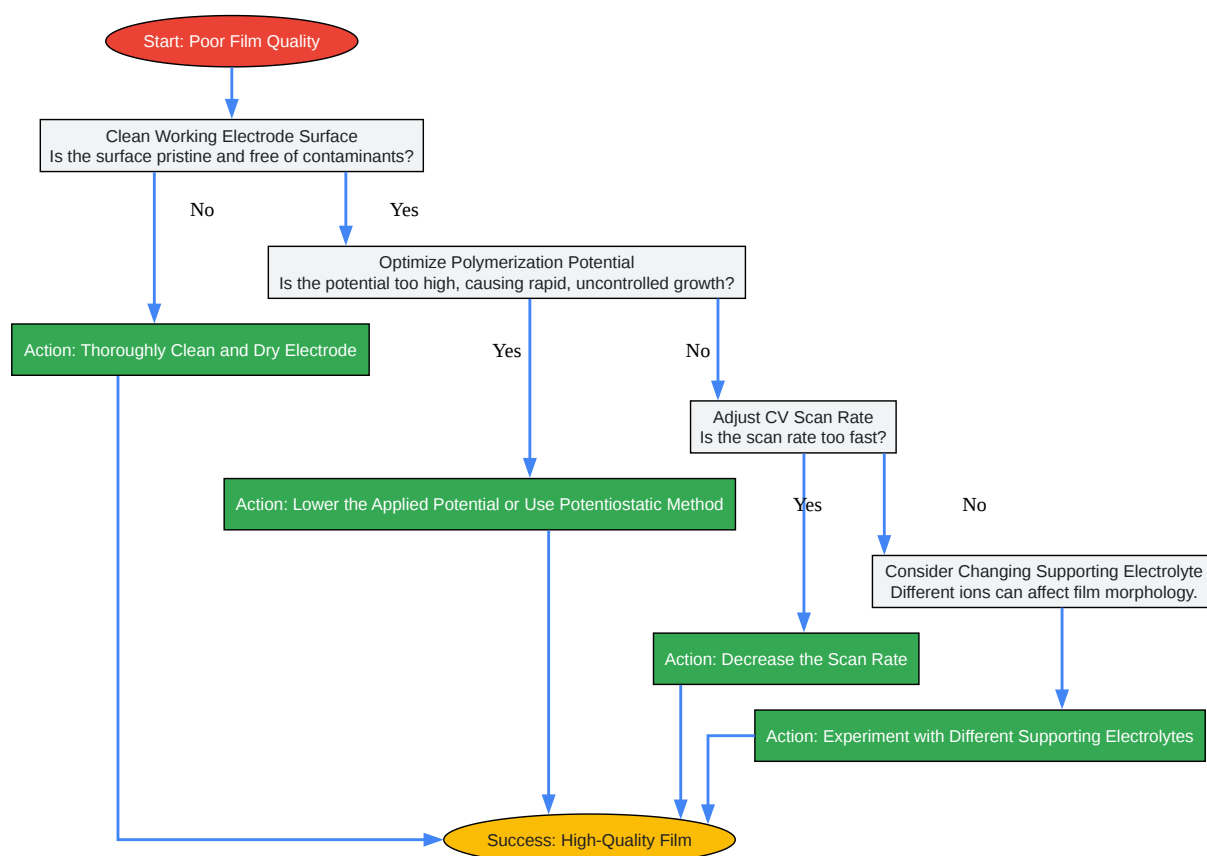 Start: Poor Film Quality
Clean Working Electrode Surface
Is the surface pristine and free of contaminants?
No
Yes
Optimize Polymerization Potential
Is the potential too high, causing rapid, uncontrolled growth?
Action: Thoroughly Clean and Dry Electrode
Yes
No
Adjust CV Scan Rate
Is the scan rate too fast?
Action: Lower the Applied Potential or Use Potentiostatic Method
Yes
No
Consider Changing Supporting Electrolyte
Different ions can affect film morphology.
Action: Decrease the Scan Rate
Action: Experiment with Different Supporting Electrolytes
Success: High-Quality Film